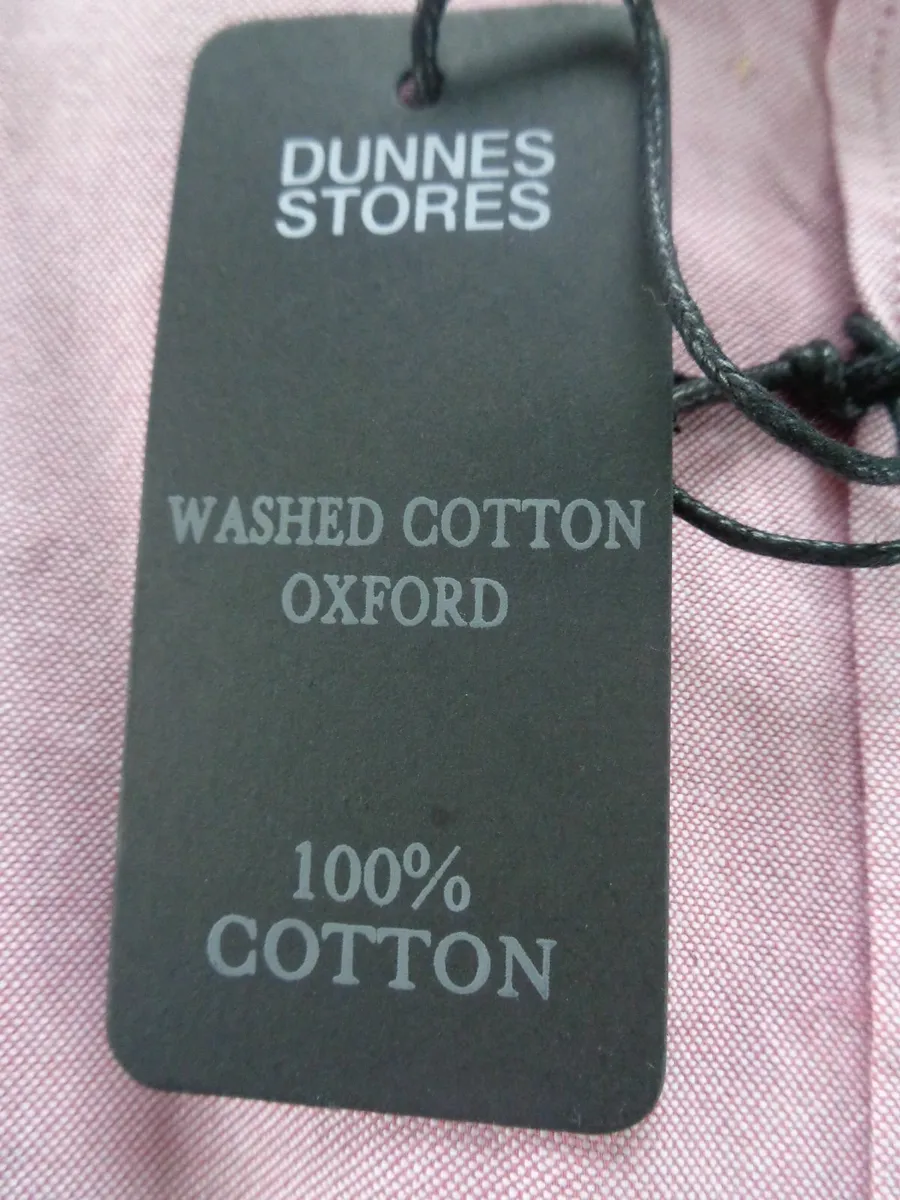 DUNNES
STORES
WASHED COTTON
OXFORD
100%
COTTON